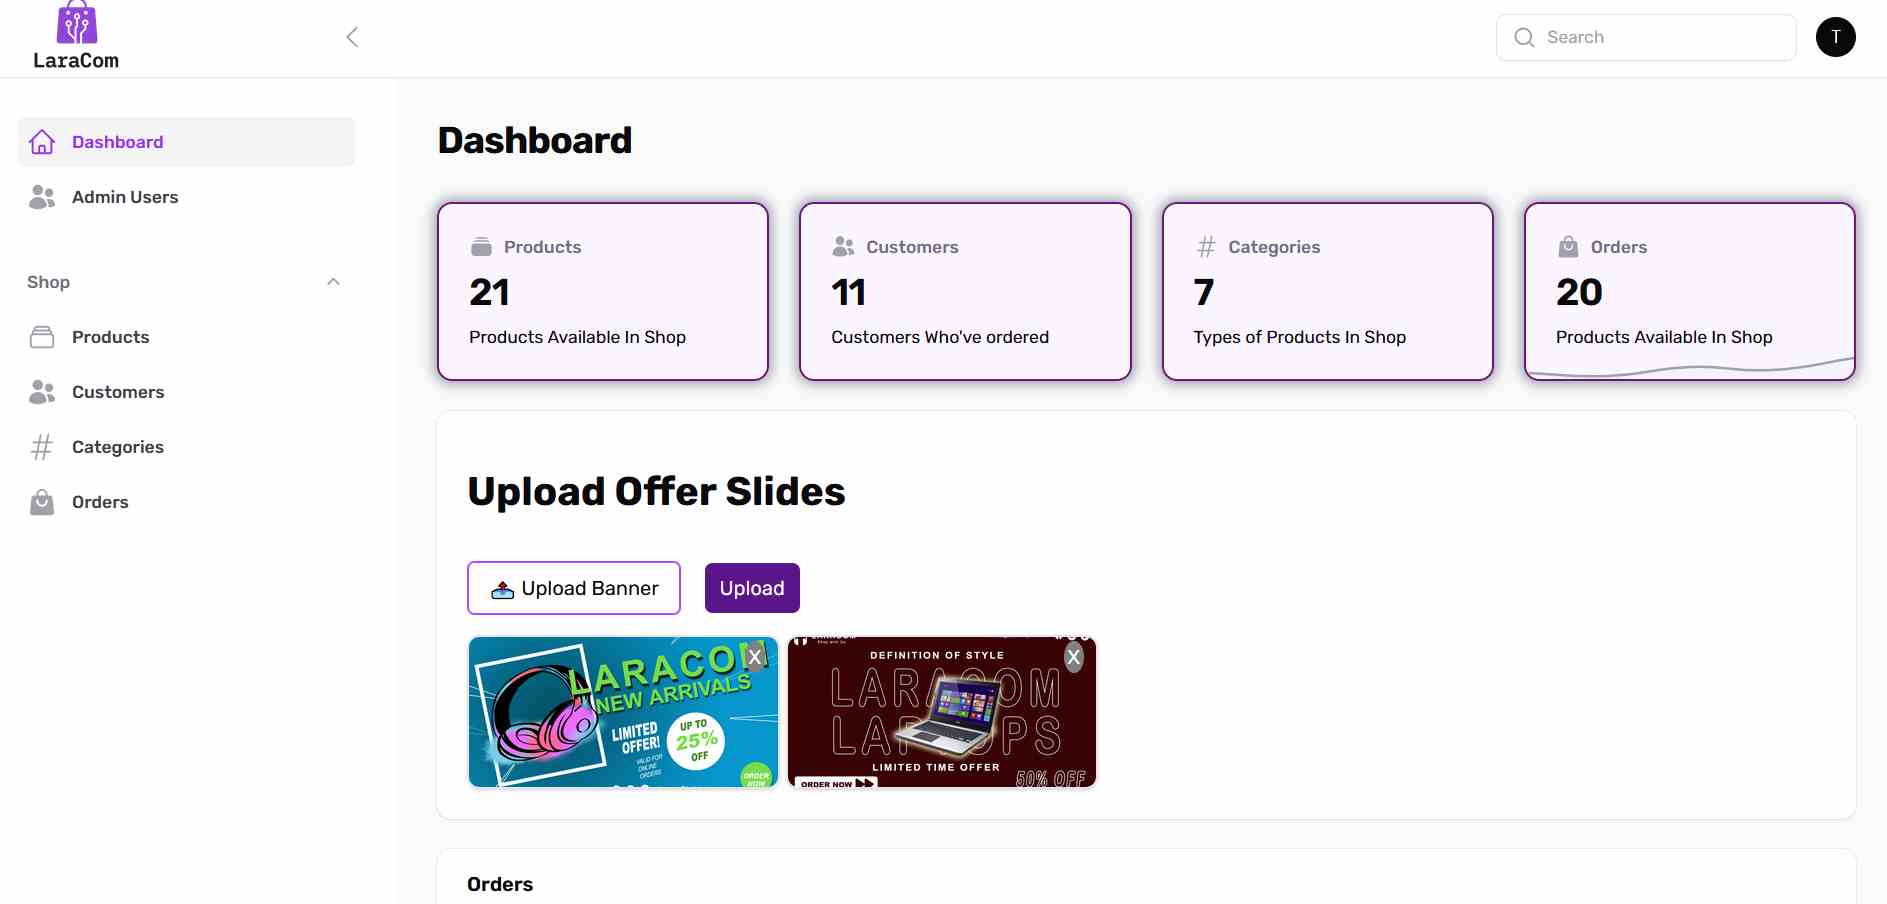 LaraCom
Search
T
Dashboard
Admin Users
Shop
Products
Customers
Categories
Orders
Dashboard
Products
21
Products Available In Shop
Customers
11
Customers Who've ordered
Categories
7
Types of Products In Shop
Orders
20
Products Available In Shop
Upload Offer Slides
Upload Banner
Upload
X
LARACOM
NEW ARRIVALS
LIMITED
OFFER!
VALID FOR
ONLINE
ORDERS
UP TO
25%
OFF
ORDER
NOW
X
DEFINITION OF STYLE
LARACOM
LAPTOPS
LIMITED TIME OFFER
50% OFF
ORDER NOW
Orders